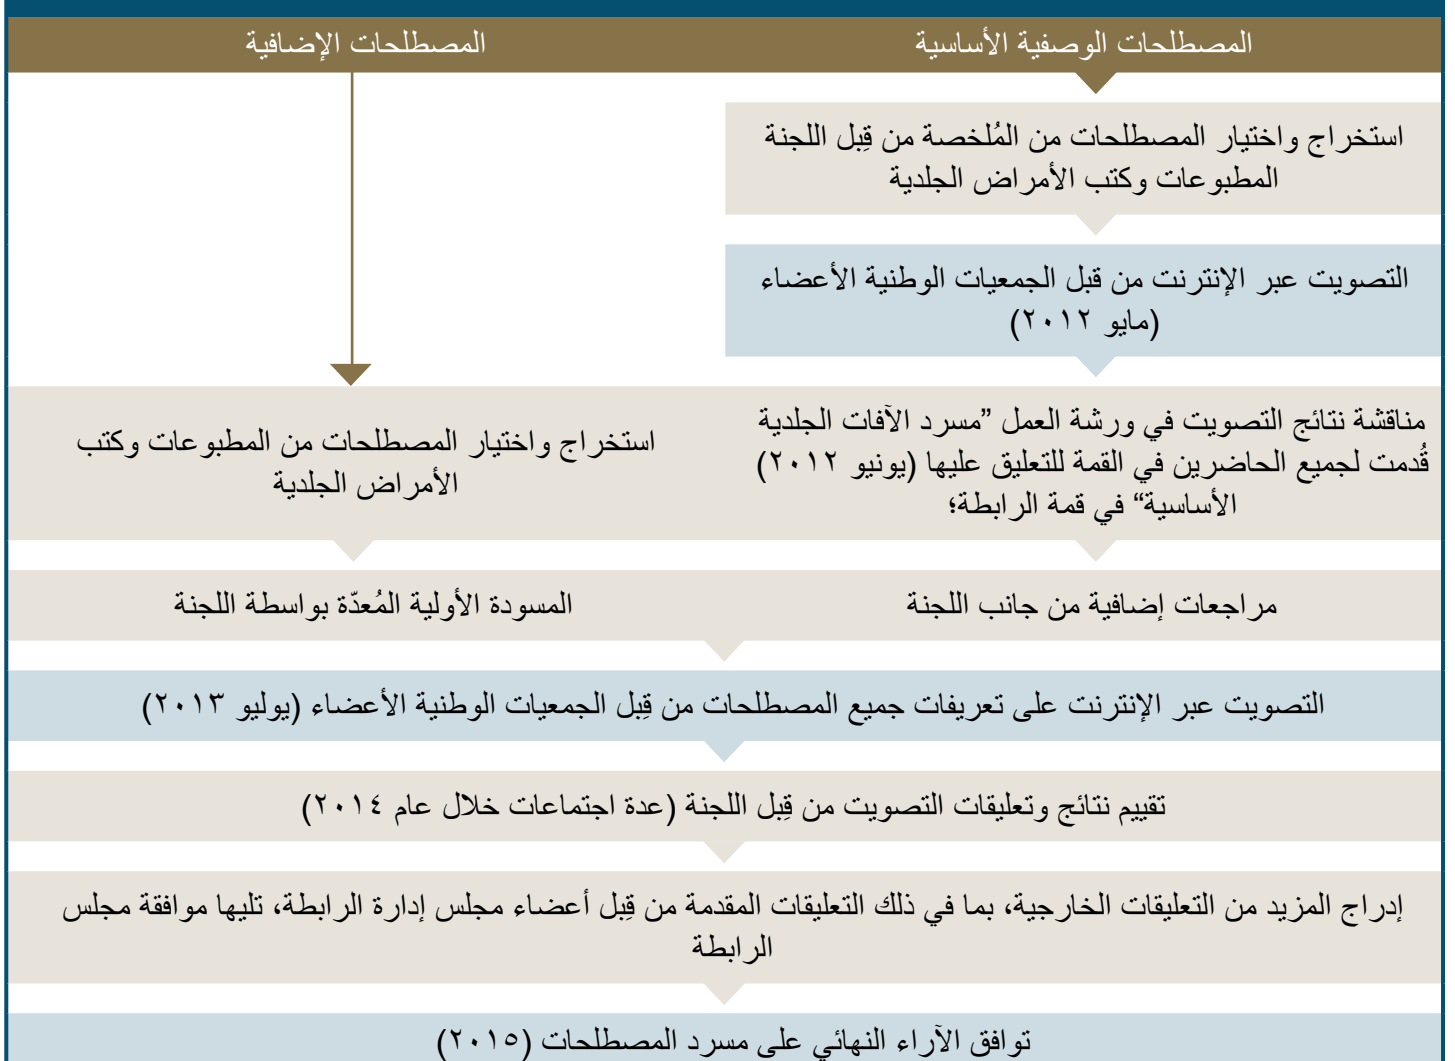 المصطلحات الوصفية الأساسية
المصطلحات الإضافية
استخراج واختيار المصطلحات من المُلخصة من قِبل اللجنة
المطبوعات وكتب الأمراض الجلدية
التصويت عبر الإنترنت من قبل الجمعيات الوطنية الأعضاء
(مايو ٢٠١٢)
مناقشة نتائج التصويت في ورشة العمل ”مسرد الآفات الجلدية
قُدمت لجميع الحاضرين في القمة للتعليق عليها (يونيو ٢٠١٢)
الأساسية“ في قمة الرابطة؛
استخراج واختيار المصطلحات من المطبوعات وكتب
الأمراض الجلدية
مراجعات إضافية من جانب اللجنة
المسودة الأولية المُعدّة بواسطة اللجنة
التصويت عبر الإنترنت على تعريفات جميع المصطلحات من قِبل الجمعيات الوطنية الأعضاء (يوليو ٢٠١٣)
تقييم نتائج وتعليقات التصويت من قِبل اللجنة (عدة اجتماعات خلال عام ٢٠١٤)
إدراج المزيد من التعليقات الخارجية، بما في ذلك التعليقات المقدمة من قِبل أعضاء مجلس إدارة الرابطة، تليها موافقة مجلس
الرابطة
توافق الآراء النهائي على مسرد المصطلحات (٢٠١٥)